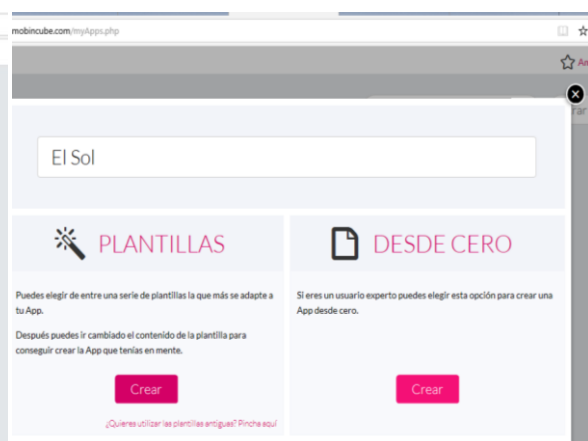 mobincube.com/myApps.php
El Sol
PLANTILLAS
Puedes elegir de entre una serie de plantillas la que más se adapte a
tu App.
Después puedes ir cambiado el contenido de la plantilla para
conseguir crear la App que tenías en mente.
Crear
¿Quieres utilizar las plantillas antiguas? Pincha aquí
DESDE CERO
Si eres un usuario experto puedes elegir esta opción para crear una
App desde cero.
Crear